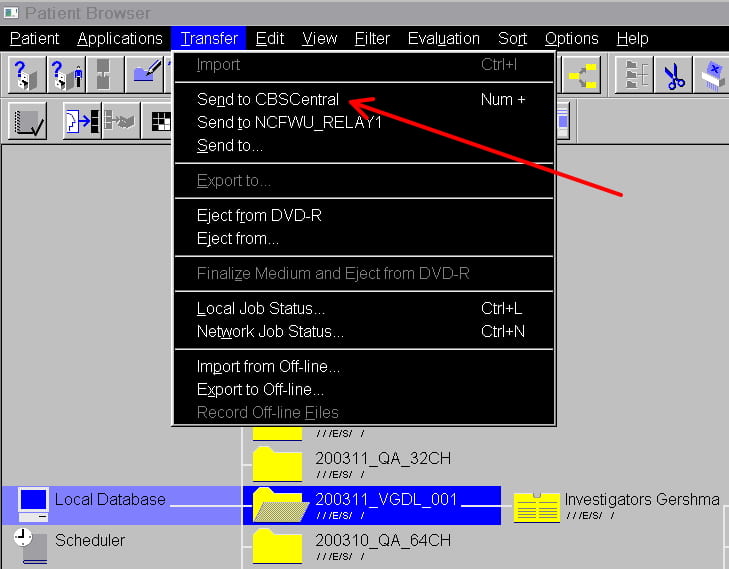 Patient Browser
Patient Applications Transfer Edit View Filter Evaluation Sort Options Help
Import Ctrl+I
Send to CBSCentral Num +
Send to NCFWU_RELAY1
Send to...
Export to...
Eject from DVD-R
Eject from...
Finalize Medium and Eject from DVD-R
Local Job Status... Ctrl+L
Network Job Status... Ctrl+N
Import from Off-line...
Export to Off-line...
Record Off-line Files
/ / /E/S/ /
200311_QA_32CH
/ / /E/S/ /
Local Database 200311_VGDL_001 Investigators Gershma
/ / /E/S/ / / / /E/S/ /
Scheduler 200310_QA_64CH
/ / /E/S/ /